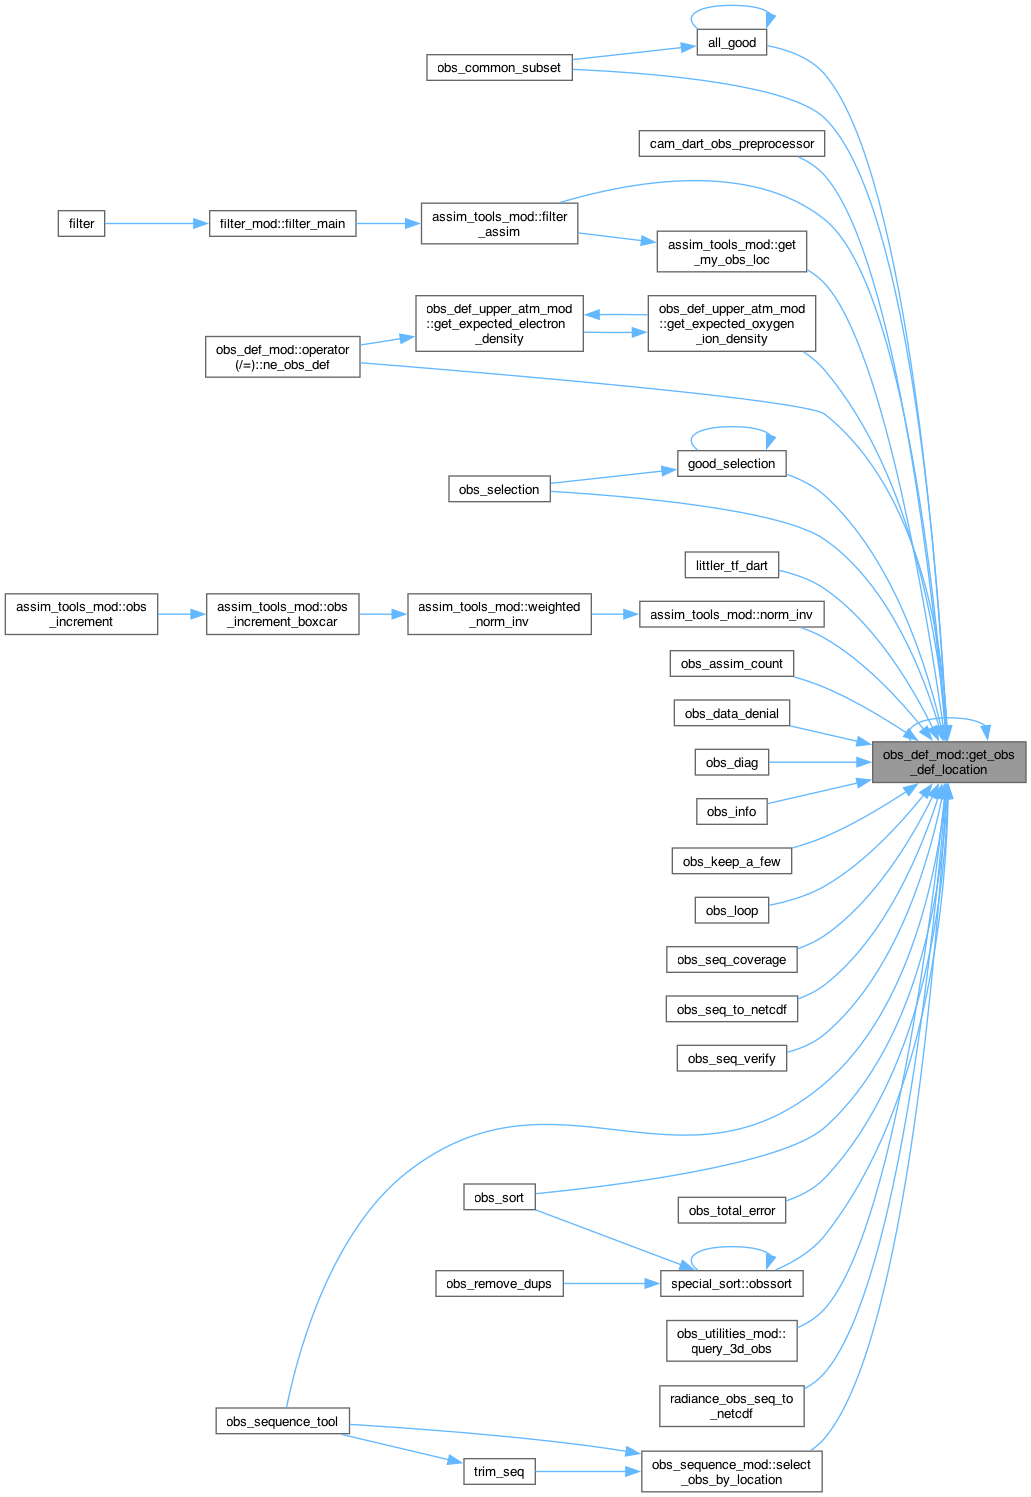 all_good
obs_common_subset
cam_dart_obs_preprocessor
filter
filter_mod::filter_main
assim_tools_mod::filter
_assim
assim_tools_mod::get
_my_obs_loc
obs_def_upper_atm_mod
::get_expected_electron
_density
obs_def_upper_atm_mod
::get_expected_oxygen
_ion_density
obs_def_mod::operator
(/=)::ne_obs_def
good_selection
obs_selection
littler_tf_dart
assim_tools_mod::obs
_increment
assim_tools_mod::obs
_increment_boxcar
assim_tools_mod::weighted
_norm_inv
assim_tools_mod::norm_inv
obs_assim_count
obs_data_denial
obs_def_mod::get_obs
_def_location
obs_diag
obs_info
obs_keep_a_few
obs_loop
obs_seq_coverage
obs_seq_to_netcdf
obs_seq_verify
obs_sort
obs_total_error
obs_remove_dups
special_sort::obssort
obs_utilities_mod::
query_3d_obs
radiance_obs_seq_to
_netcdf
obs_sequence_tool
trim_seq
obs_sequence_mod::select
_obs_by_location